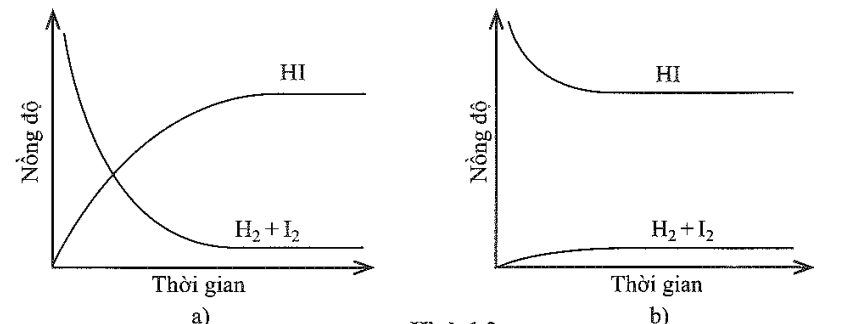 Nồng độ
HI
H₂ + I₂
Thời gian
a)
Nồng độ
HI
H₂ + I₂
Thời gian
b)